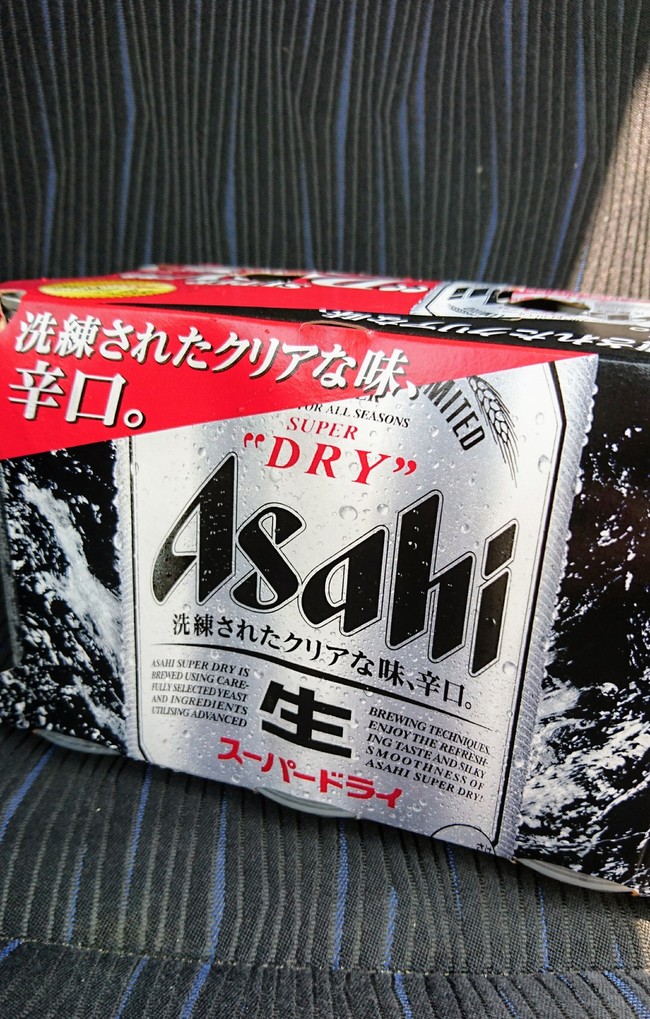 洗練されたクリアな味、
辛口。
FOR ALL SEASONS
SUPER
"DRY"
Asahi
洗練されたクリアな味、辛口。
ASAHI SUPER DRY IS
BREWED USING CARE-
FULLY SELECTED YEAST
AND INGREDIENTS
UTILISING ADVANCED
生
BREWING TECHNIQUES.
ENJOY THE REFRESH-
ING TASTE AND SILKY
SMOOTHNESS OF
ASAHI SUPER DRY!
スーパードライ